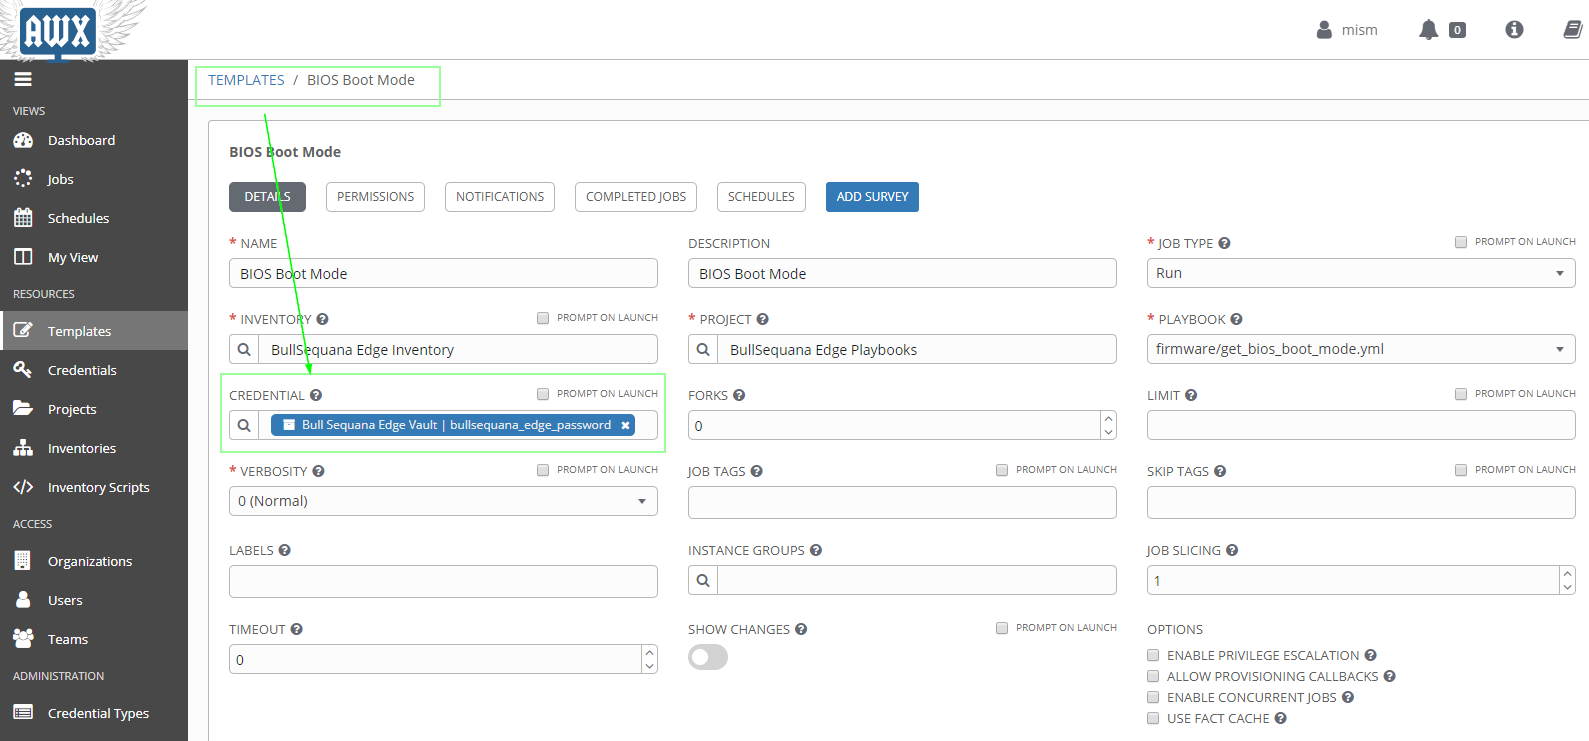 AWX
mism
0
TEMPLATES / BIOS Boot Mode
VIEWS
Dashboard
Jobs
Schedules
My View
RESOURCES
Templates
Credentials
Projects
Inventories
Inventory Scripts
ACCESS
Organizations
Users
Teams
ADMINISTRATION
Credential Types
BIOS Boot Mode
DETAILS PERMISSIONS NOTIFICATIONS COMPLETED JOBS SCHEDULES ADD SURVEY
* NAME
BIOS Boot Mode
DESCRIPTION
BIOS Boot Mode
* JOB TYPE PROMPT ON LAUNCH
Run
* INVENTORY PROMPT ON LAUNCH
BullSequana Edge Inventory
* PROJECT
BullSequana Edge Playbooks
* PLAYBOOK
firmware/get_bios_boot_mode.yml
CREDENTIAL PROMPT ON LAUNCH
Bull Sequana Edge Vault | bullsequana_edge_password
FORKS
0
LIMIT PROMPT ON LAUNCH
* VERBOSITY PROMPT ON LAUNCH
0 (Normal)
JOB TAGS PROMPT ON LAUNCH
SKIP TAGS PROMPT ON LAUNCH
LABELS
INSTANCE GROUPS
JOB SLICING
1
TIMEOUT
0
SHOW CHANGES PROMPT ON LAUNCH
OPTIONS
ENABLE PRIVILEGE ESCALATION
ALLOW PROVISIONING CALLBACKS
ENABLE CONCURRENT JOBS
USE FACT CACHE